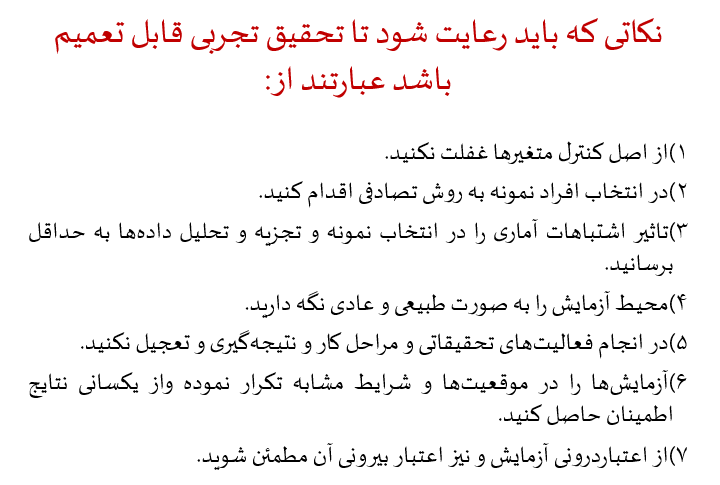 نکاتی که باید رعایت شود تا تحقیق تجربی قابل تعمیم
باشد عبارتند از:
۱)از اصل کنترل متغیرها غفلت نکنید.
۲)در انتخاب افراد نمونه به روش تصادفی اقدام کنید.
۳)تاثیر اشتباهات آماری را در انتخاب نمونه و تجزیه و تحلیل داده‌ها به حداقل
برسانید.
۴)محیط آزمایش را به صورت طبیعی و عادی نگه دارید.
۵)در انجام فعالیت‌های تحقیقاتی و مراحل کار و نتیجه‌گیری و تعجیل نکنید.
۶)آزمایش‌ها را در موقعیت‌ها و شرایط مشابه تکرار نموده واز یکسانی نتایج
اطمینان حاصل کنید.
۷)از اعتباردرونی آزمایش و نیز اعتبار بیرونی آن مطمئن شوید.